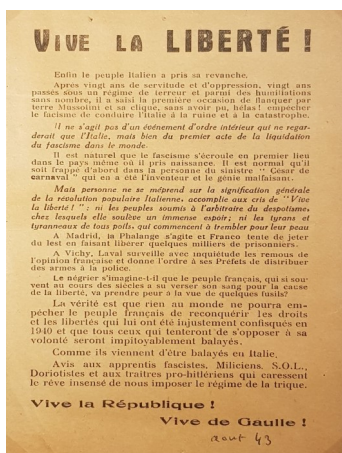 VIVE LA LIBERTÉ !
Enfin le peuple Italien a pris sa revanche.
Après vingt ans de servitude et d'oppression, vingt ans
passés sous un régime de terreur et parmi des humiliations
sans nombre, il a saisi la première occasion de flanquer par
terre Mussolini et sa clique, sans avoir pu, hélas ! empêcher
le facisme de conduire l'Italie à la ruine et à la catastrophe.
Il ne s'agit pas d'un événement d'ordre intérieur qui ne regar-
derait que l'Italie, mais bien du premier acte de la liquidation
du fascisme dans le monde.
Il est naturel que le fascisme s'écroule en premier lieu
dans le pays même où il pris naissance. Il est normal qu'il
soit frappé d'abord dans la personne du sinistre " César de
carnaval " qui en a été l'inventeur et le génie malfaisant.
Mais personne ne se méprend sur la signification générale
de la révolution populaire Italienne, accomplie aux cris de "Vive
la liberté ! " : ni les peuples soumis à l'arbitraire du despotisme,
chez lesquels elle soulève un immense espoir; ni les tyrans et
tyranneaux de tous poils, qui commencent à trembler pour leur peau
A Madrid, la Phalange s'agite et Franco tente de jeter
du lest en faisant libérer quelques milliers de prisonniers.
A Vichy, Laval surveille avec inquiétude les remous de
l'opinion française et donne l'ordre à ses Préfets de distribuer
des armes à la police.
Le négrier s'imagine-t-il que le peuple français, qui si sou-
vent au cours des siècles a su verser son sang pour la cause
de la liberté, va prendre peur à la vue de quelques fusils?
La vérité est que rien au monde ne pourra em-
pêcher le peuple français de reconquérir les droits
et les libertés qui lui ont été injustement confisqués en
1940 et que tous ceux qui tenteront de s'opposer à sa
volonté seront impitoyablement balayés.
Comme ils viennent d'être balayés en Italie.
Avis aux apprentis fascistes, Miliciens, S.O.L.,
Doriotistes et aux traîtres pro-hitlériens qui caressent
le rêve insensé de nous imposer le régime de la trique.
Vive la République !
Vive de Gaulle !
aout 43